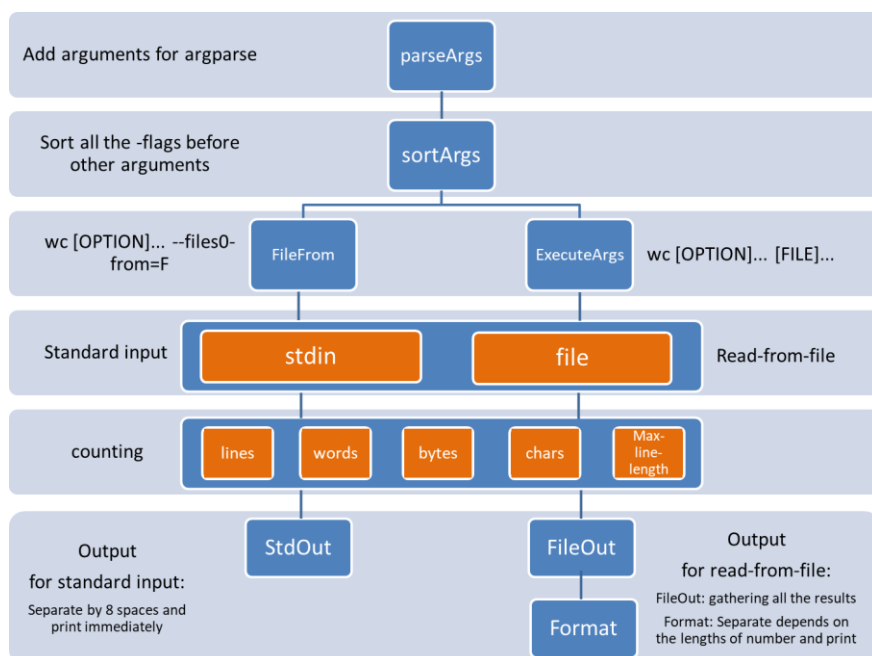 Add arguments for argparse
parseArgs
Sort all the -flags before
other arguments
sortArgs
wc [OPTION]... --files0-
from=F
FileFrom
ExecuteArgs
wc [OPTION]... [FILE]...
Standard input
stdin
file
Read-from-file
counting
lines
words
bytes
chars
Max-
line-
length
Output
for standard input:
Separate by 8 spaces and
print immediately
StdOut
FileOut
Format
Output
for read-from-file:
FileOut: gathering all the results
Format: Separate depends on
the lengths of number and print